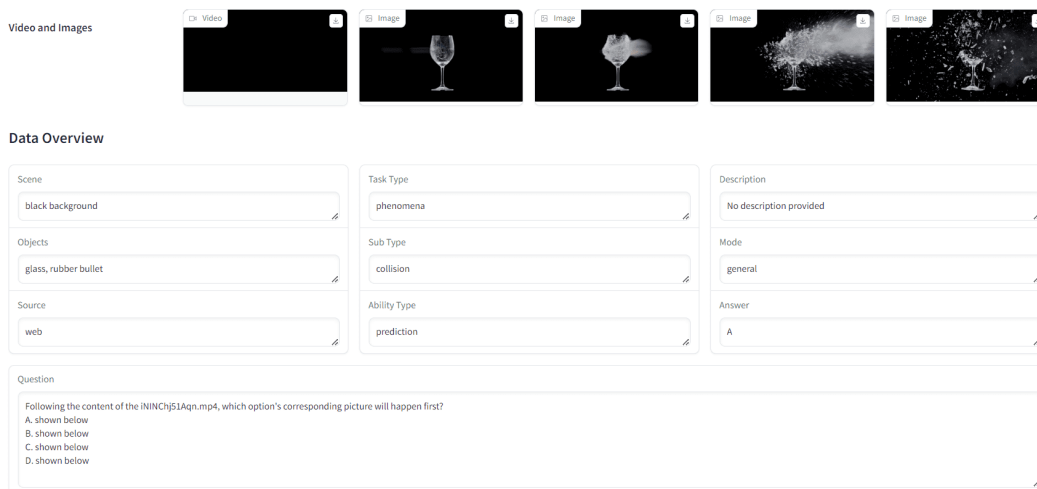 Video and Images
Video
Image
Image
Image
Image
Data Overview
Scene
black background
Task Type
phenomena
Description
No description provided
Objects
glass, rubber bullet
Sub Type
collision
Mode
general
Source
web
Ability Type
prediction
Answer
A
Question
Following the content of the iNINChj51Aqn.mp4, which option's corresponding picture will happen first?
A. shown below
B. shown below
C. shown below
D. shown below